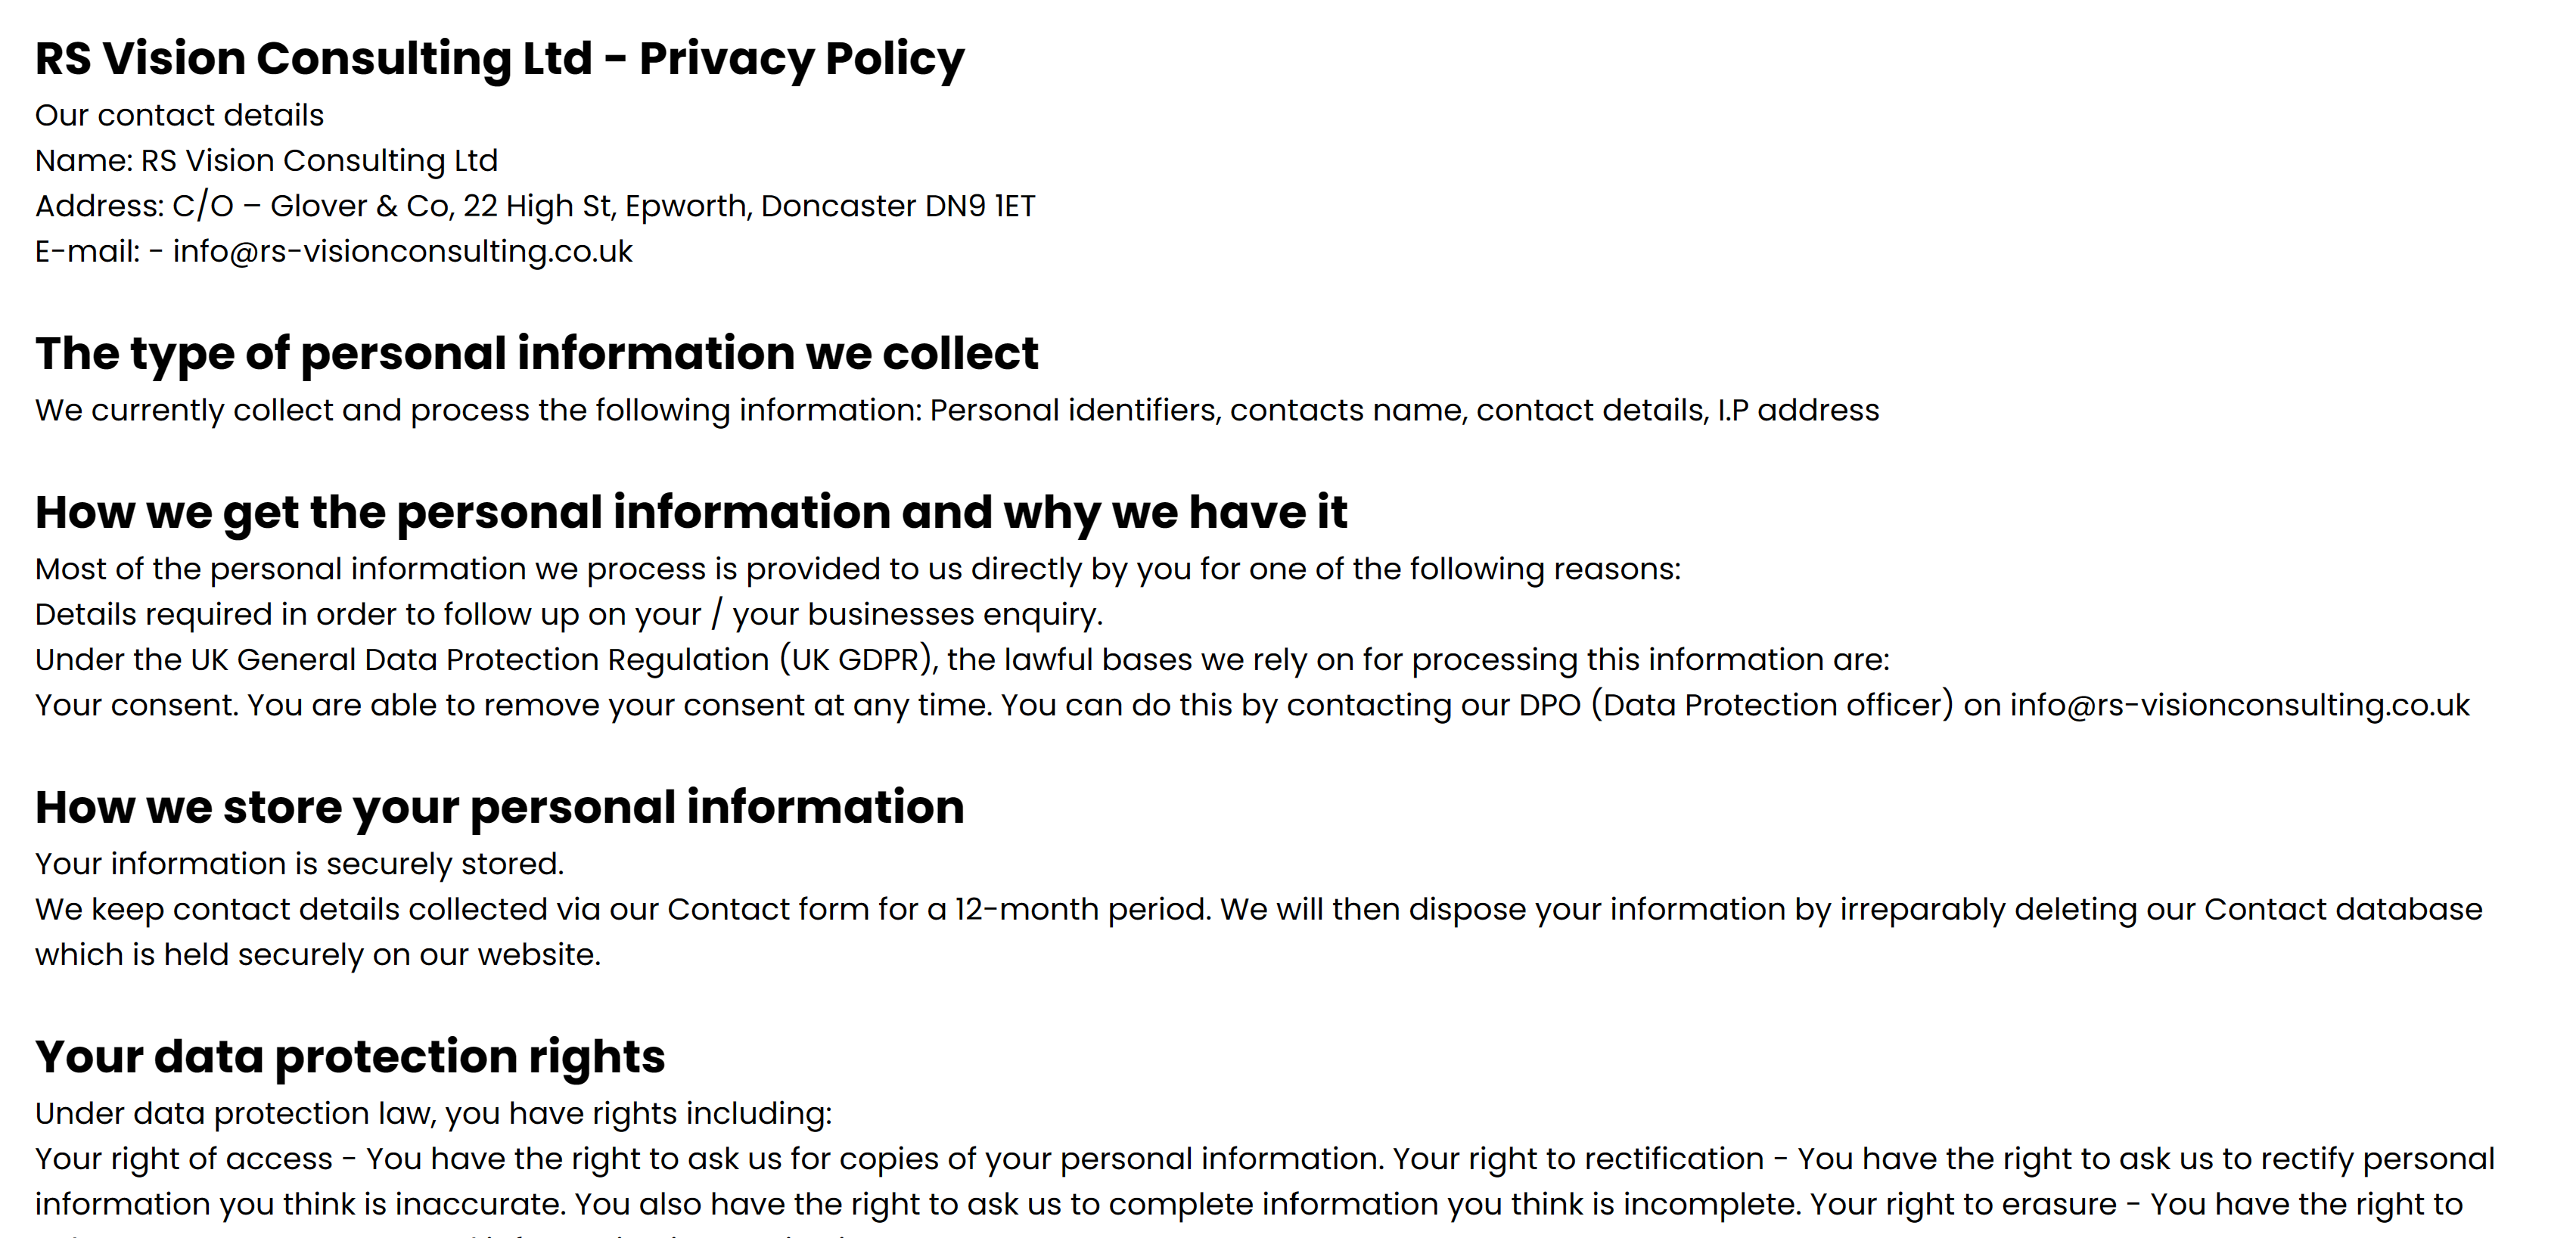 RS Vision Consulting Ltd - Privacy Policy
Our contact details
Name: RS Vision Consulting Ltd
Address: C/O – Glover & Co, 22 High St, Epworth, Doncaster DN9 1ET
E-mail: - info@rs-visionconsulting.co.uk
The type of personal information we collect
We currently collect and process the following information: Personal identifiers, contacts name, contact details, I.P address
How we get the personal information and why we have it
Most of the personal information we process is provided to us directly by you for one of the following reasons:
Details required in order to follow up on your / your businesses enquiry.
Under the UK General Data Protection Regulation (UK GDPR), the lawful bases we rely on for processing this information are:
Your consent. You are able to remove your consent at any time. You can do this by contacting our DPO (Data Protection officer) on info@rs-visionconsulting.co.uk
How we store your personal information
Your information is securely stored.
We keep contact details collected via our Contact form for a 12-month period. We will then dispose your information by irreparably deleting our Contact database
which is held securely on our website.
Your data protection rights
Under data protection law, you have rights including:
Your right of access - You have the right to ask us for copies of your personal information. Your right to rectification - You have the right to ask us to rectify personal
information you think is inaccurate. You also have the right to ask us to complete information you think is incomplete. Your right to erasure - You have the right to